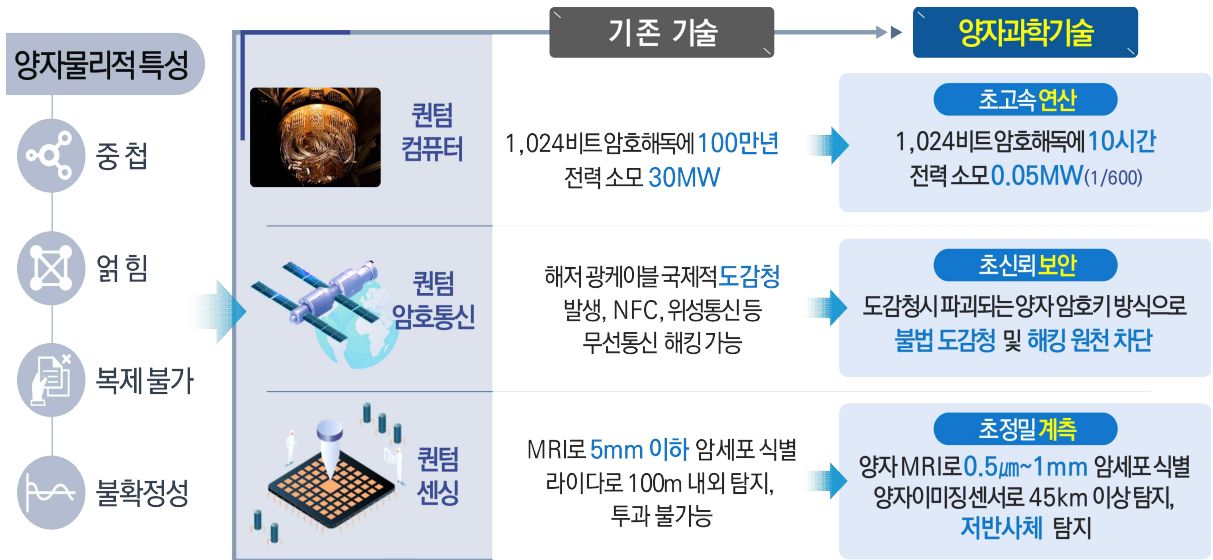 기존 기술
양자과학기술
양자물리적 특성
중첩
얽힘
복제 불가
불확정성
퀀텀
컴퓨터
1,024비트 암호해독에 100만년
전력 소모 30MW
초고속 연산
1,024비트 암호해독에 10시간
전력 소모 0.05MW(1/600)
퀀텀
암호통신
해저 광케이블 국제적 도감청
발생, NFC, 위성통신 등
무선통신 해킹 가능
초신뢰 보안
도감청시 파괴되는 양자 암호키 방식으로
불법 도감청 및 해킹 원천 차단
퀀텀
센싱
MRI로 5mm 이하 암세포 식별
라이다로 100m 내외 탐지,
투과 불가능
초정밀 계측
양자 MRI로 0.5㎛~1mm 암세포 식별
양자이미징센서로 45km 이상 탐지,
저반사체 탐지